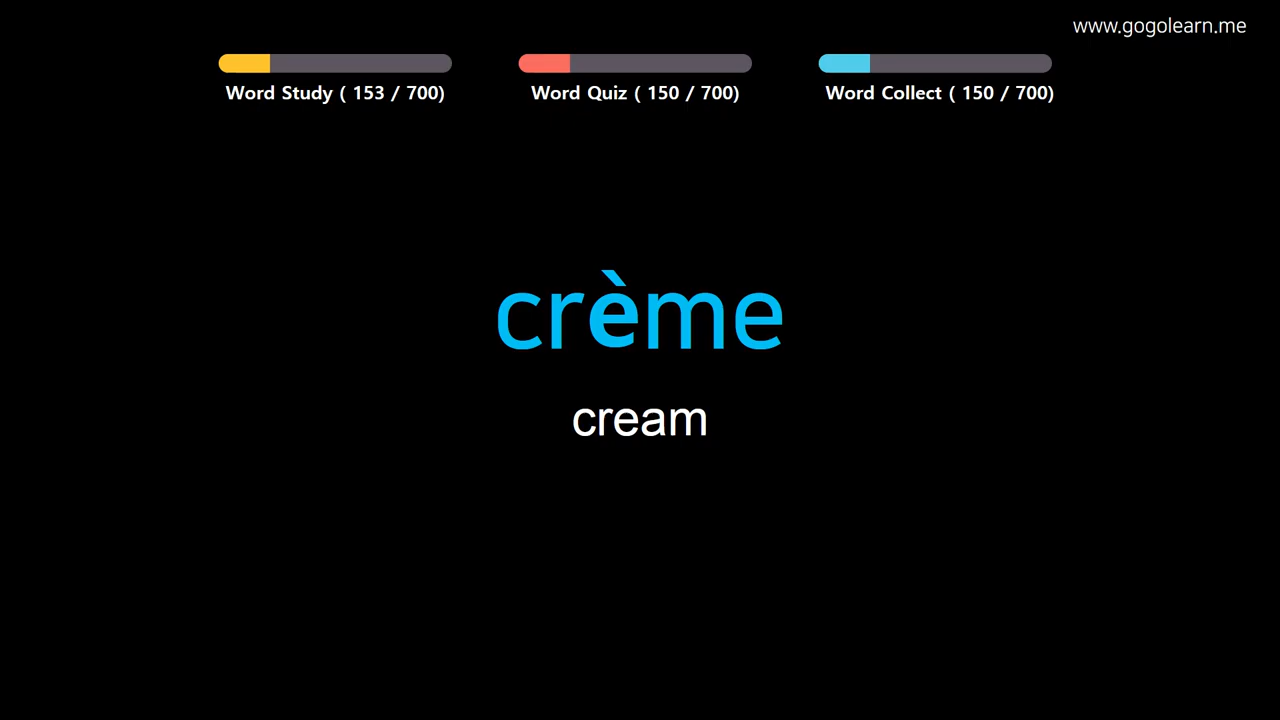 www.gogolearn.me
Word Study ( 153 / 700)
Word Quiz ( 150 / 700)
Word Collect ( 150 / 700)
crème
cream